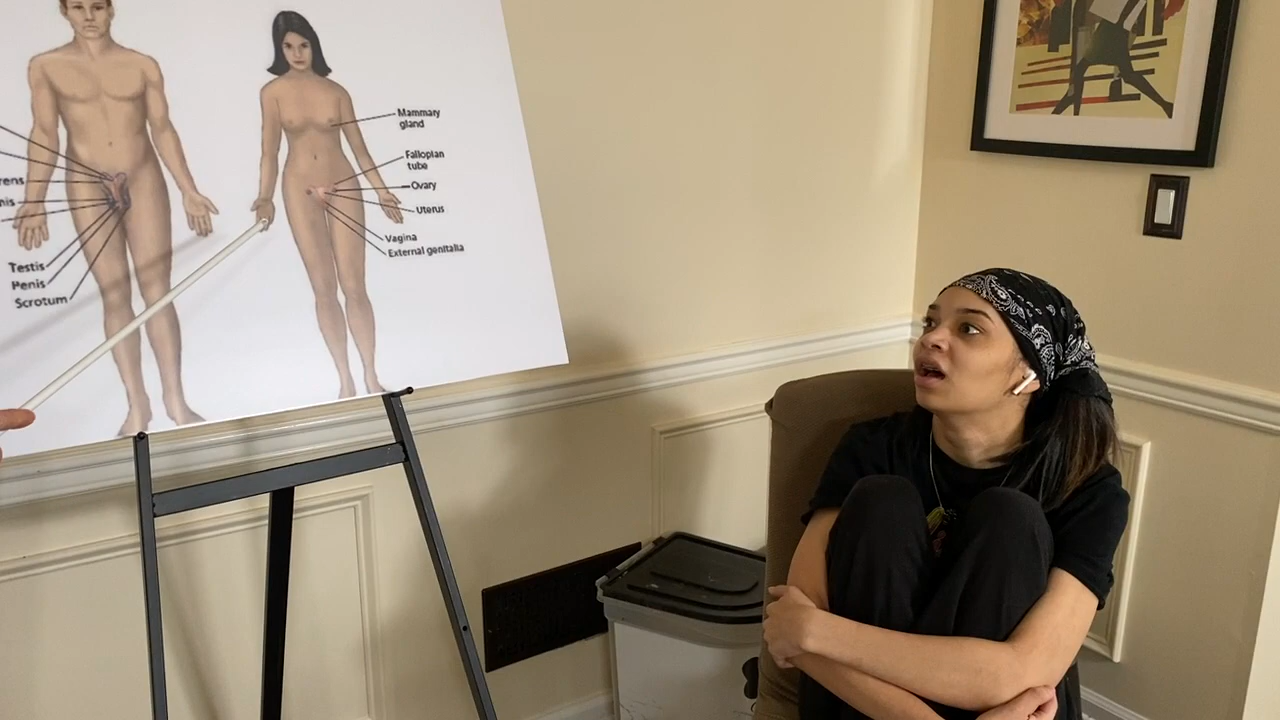 rens
nis
Testis
Penis
Scrotum
Mammary
gland
Fallopian
tube
Ovary
Uterus
Vagina
External genitalia